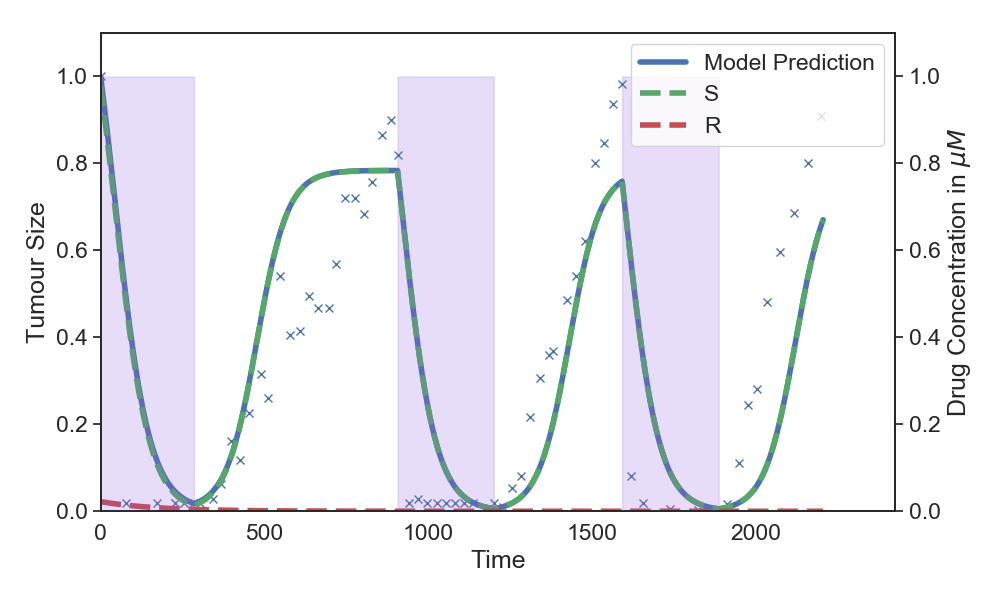 Model Prediction
S
R
Tumour Size
1.0
0.8
0.6
0.4
0.2
0.0
1.0
0.8
0.6
0.4
0.2
0.0
Drug Concentration in μM
0
500
1000
1500
2000
Time